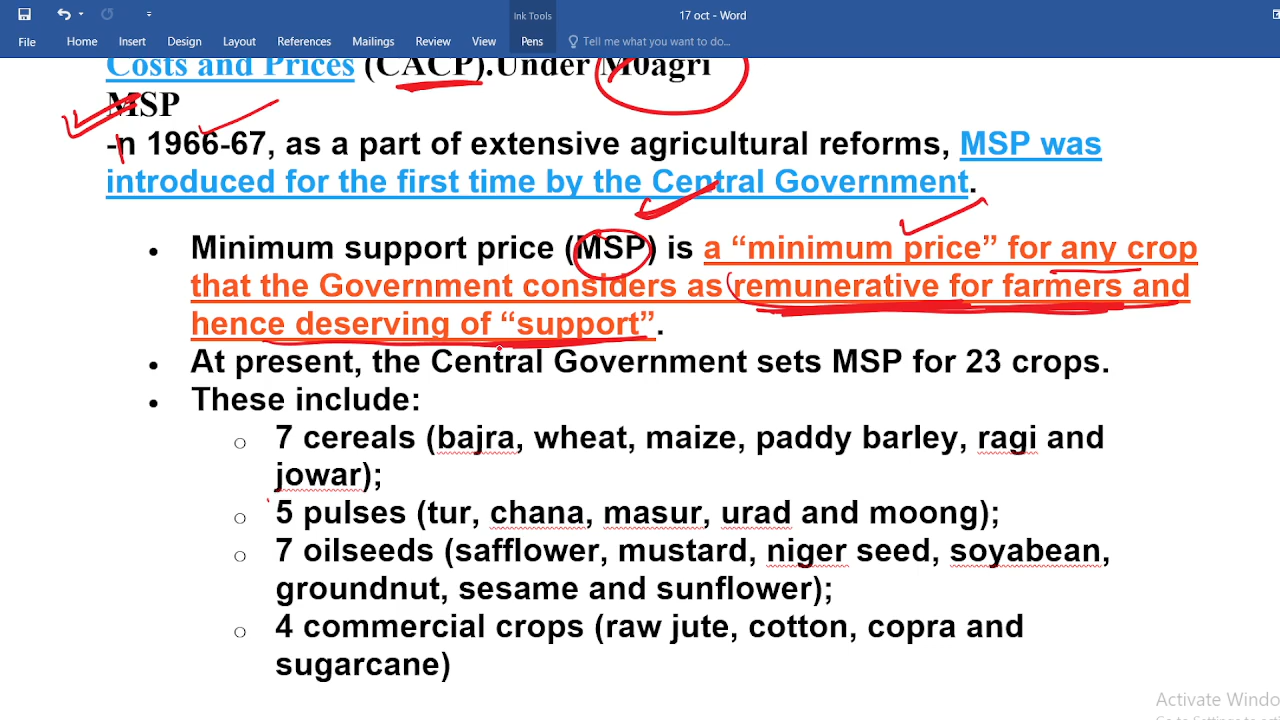 Ink Tools
17 oct - Word
File Home Insert Design Layout References Mailings Review View Pens Tell me what you want to do...
Costs and Prices (CACP).Under M0agri
MSP
-n 1966-67, as a part of extensive agricultural reforms, MSP was
introduced for the first time by the Central Government.
• Minimum support price (MSP) is a “minimum price” for any crop
that the Government considers as remunerative for farmers and
hence deserving of “support”.
• At present, the Central Government sets MSP for 23 crops.
• These include:
○ 7 cereals (bajra, wheat, maize, paddy barley, ragi and
jowar);
○ 5 pulses (tur, chana, masur, urad and moong);
○ 7 oilseeds (safflower, mustard, niger seed, soyabean,
groundnut, sesame and sunflower);
○ 4 commercial crops (raw jute, cotton, copra and
sugarcane)
Activate Windo